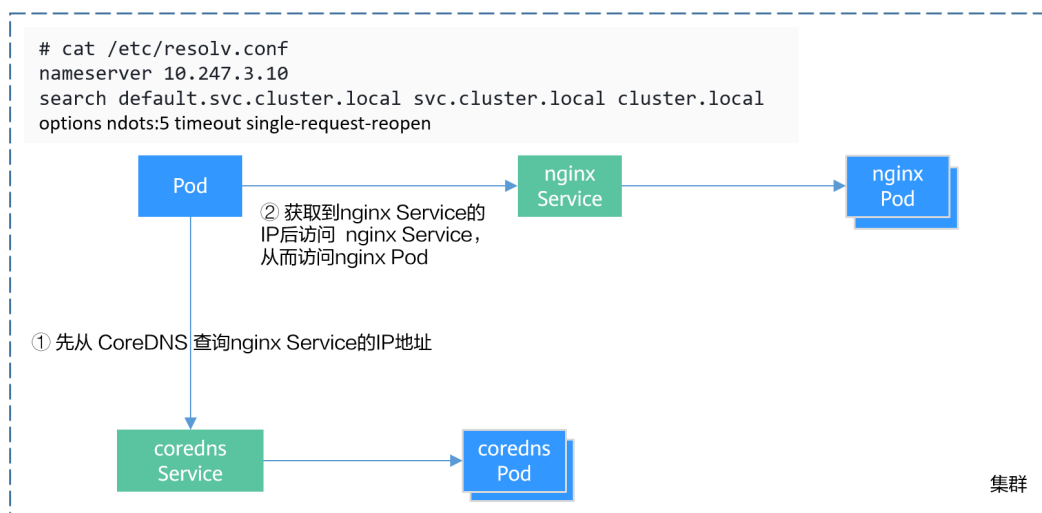 # cat /etc/resolv.conf
nameserver 10.247.3.10
search default.svc.cluster.local svc.cluster.local cluster.local
options ndots:5 timeout single-request-reopen
Pod
nginx
Service
nginx
Pod
② 获取到nginx Service的
IP后访问 nginx Service，
从而访问nginx Pod
① 先从 CoreDNS 查询nginx Service的IP地址
coredns
Service
coredns
Pod
集群